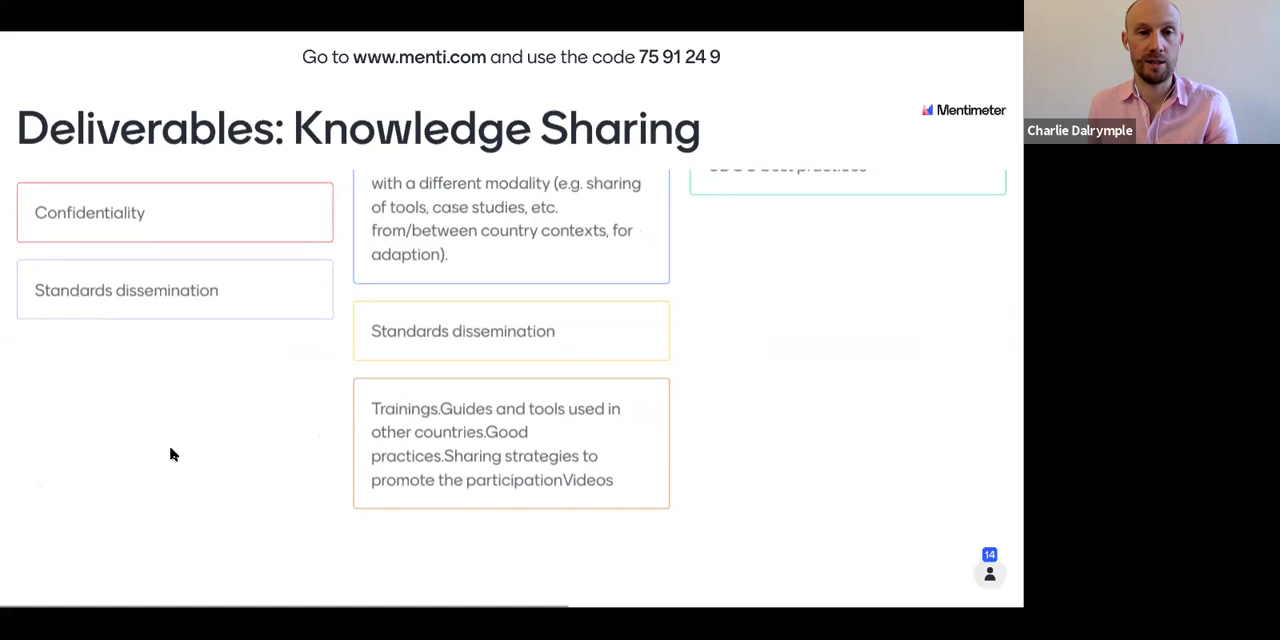 Go to www.menti.com and use the code 75 91 24 9
Mentimeter
Deliverables: Knowledge Sharing
Charlie Dalrymple
Confidentiality
Standards dissemination
with a different modality (e.g. sharing
of tools, case studies, etc.
from/between country contexts, for
adaption).
Standards dissemination
Trainings.Guides and tools used in
other countries.Good
practices.Sharing strategies to
promote the participationVideos
best practices
14